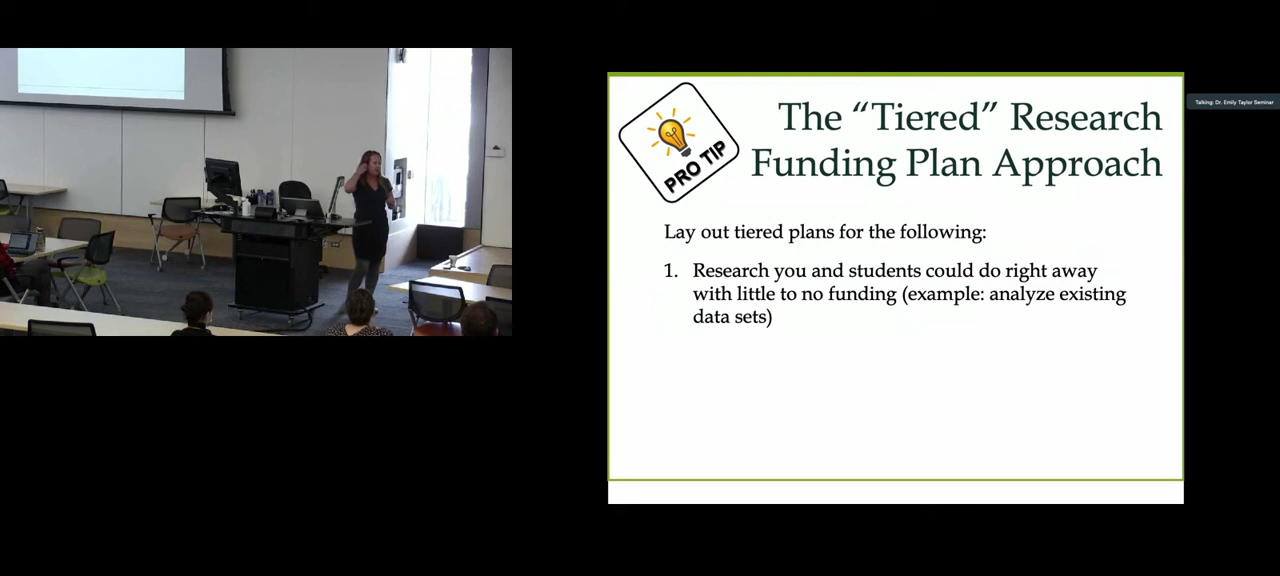 Talking: Dr. Emily Taylor Seminar
PRO TIP
The “Tiered” Research
Funding Plan Approach
Lay out tiered plans for the following:
1. Research you and students could do right away
with little to no funding (example: analyze existing
data sets)